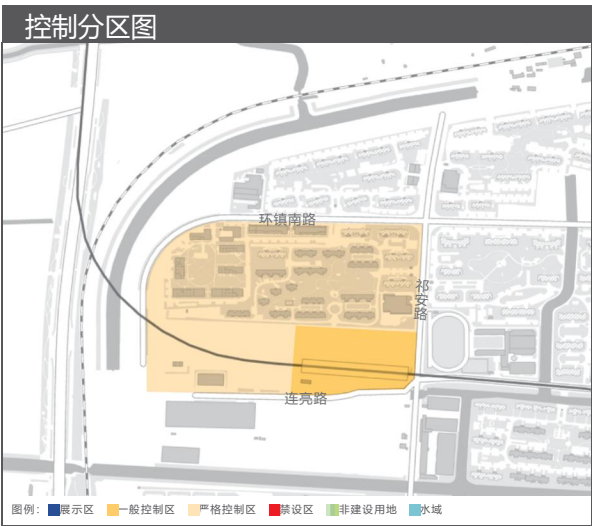 控制分区图
环镇南路
祁安路
连亮路
图例： 展示区 一般控制区 严格控制区 禁设区 非建设用地 水域